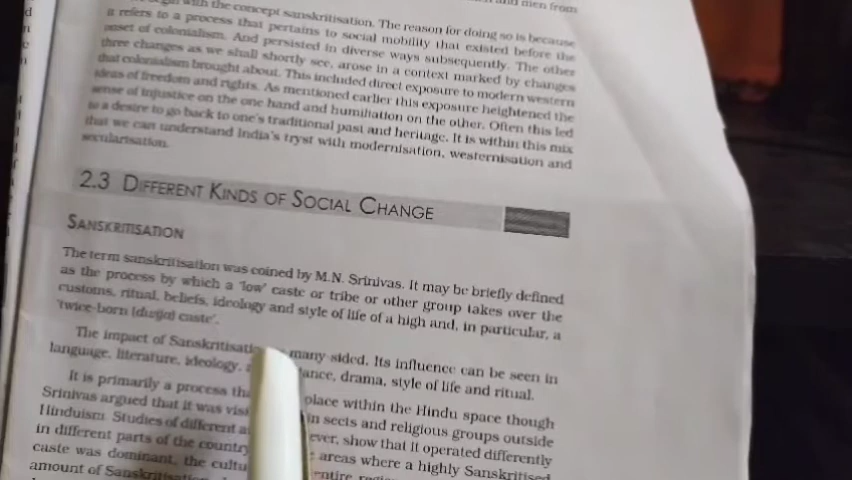 and men from
with the concept sanskritisation. The reason for doing so is because
it refers to a process that pertains to social mobility that existed before the
onset of colonialism. And persisted in diverse ways subsequently. The other
three changes as we shall shortly see, arose in a context marked by changes
that colonialism brought about. This included direct exposure to modern western
ideas of freedom and rights. As mentioned earlier this exposure heightened the
sense of injustice on the one hand and humiliation on the other. Often this led
to a desire to go back to one's traditional past and heritage. It is within this mix
that we can understand India's tryst with modernisation, westernisation and
secularisation.
2.3 DIFFERENT KINDS OF SOCIAL CHANGE
SANSKRITISATION
The term sanskritisation was coined by M.N. Srinivas. It may be briefly defined
as the process by which a 'low' caste or tribe or other group takes over the
customs, ritual, beliefs, ideology and style of life of a high and, in particular, a
'twice-born (dwija) caste'.
The impact of Sanskritisation many sided. Its influence can be seen in
language, literature, ideology, dance, drama, style of life and ritual.
It is primarily a process place within the Hindu space though
Srinivas argued that it was in sects and religious groups outside
Hinduism. Studies of different show that it operated differently
in different parts of the country areas where a highly Sanskritised
caste was dominant, the
amount of entire